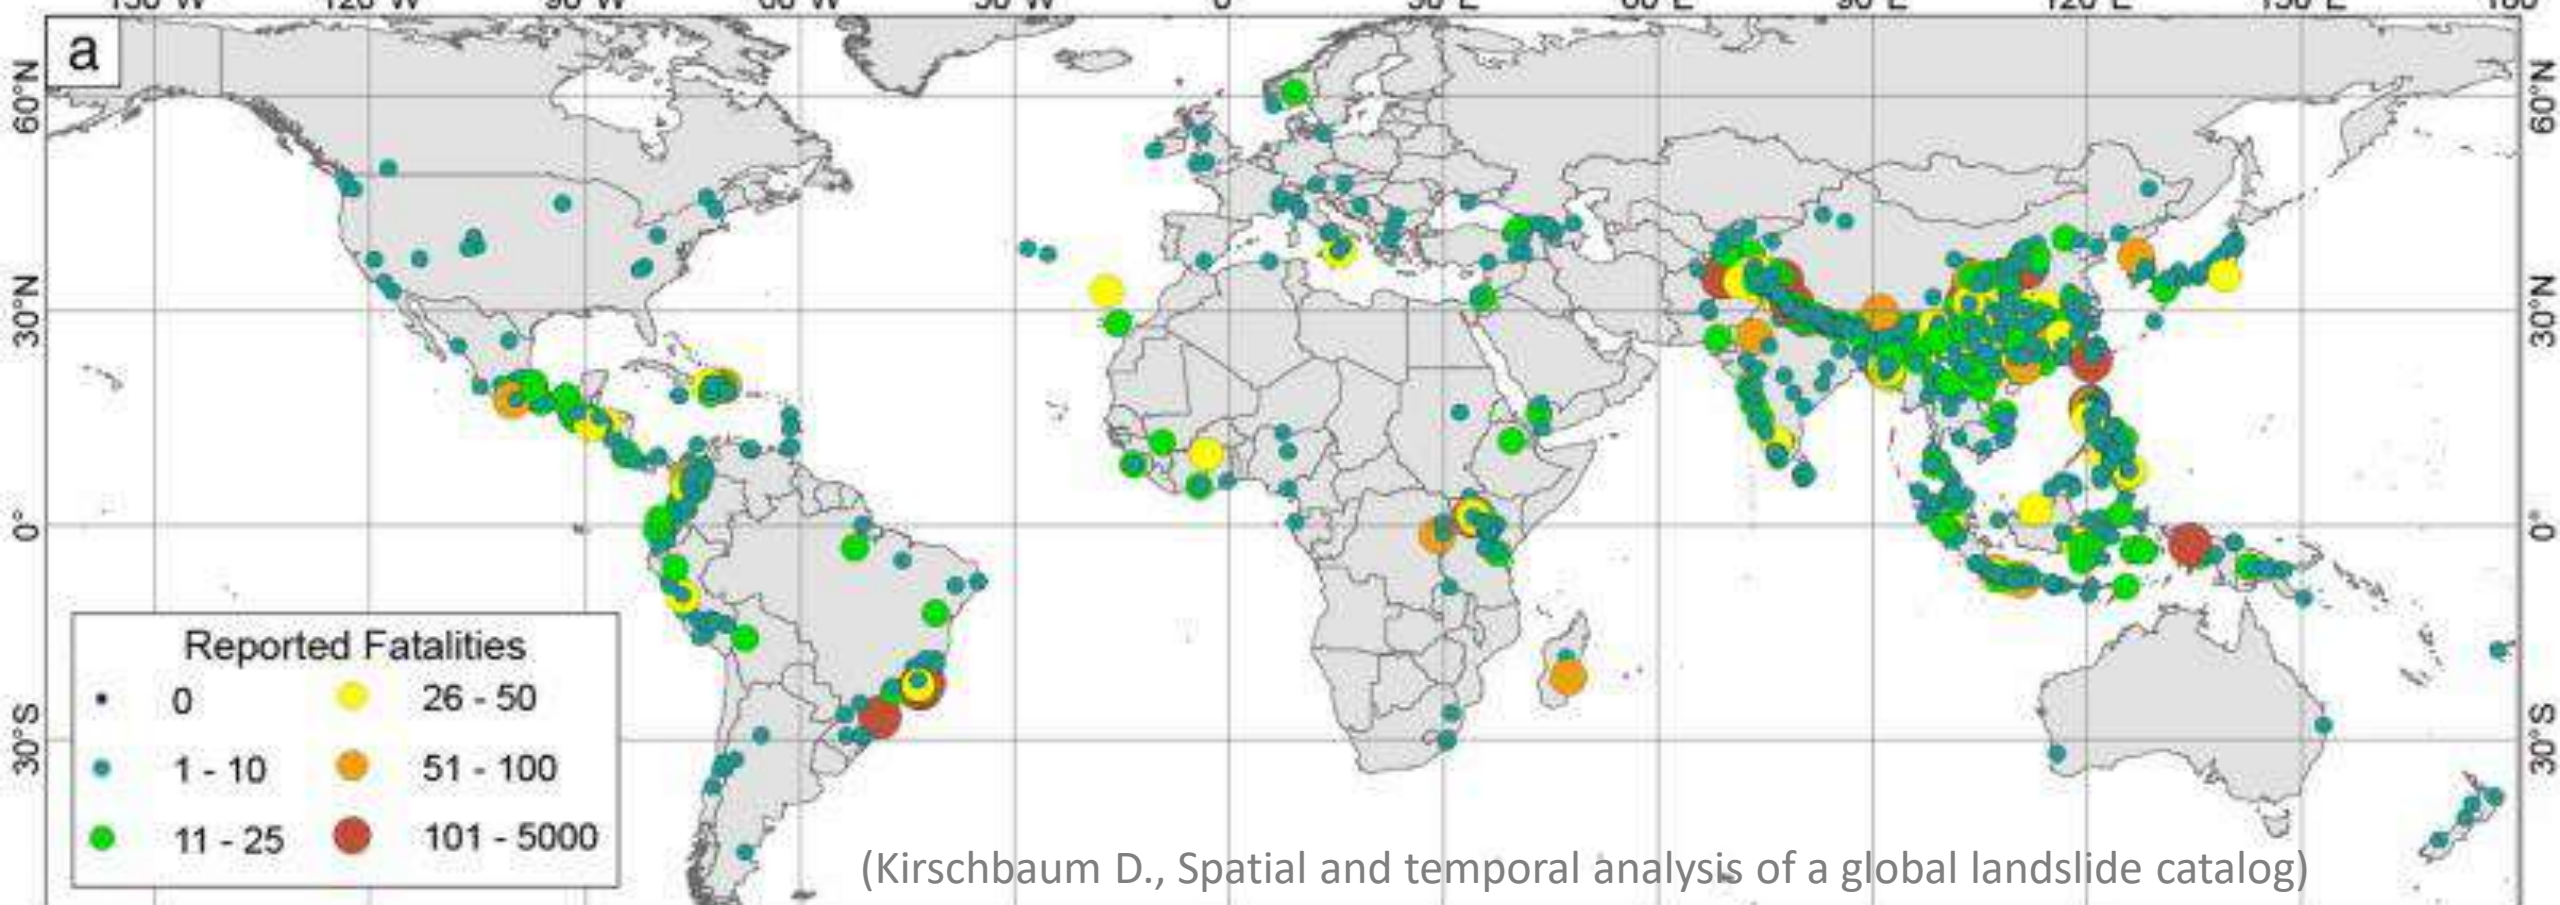 a
60°N
30°N
0°
30°S
60°N
30°N
0°
30°S
Reported Fatalities
0
26 - 50
1 - 10
51 - 100
11 - 25
101 - 5000
(Kirschbaum D., Spatial and temporal analysis of a global landslide catalog)